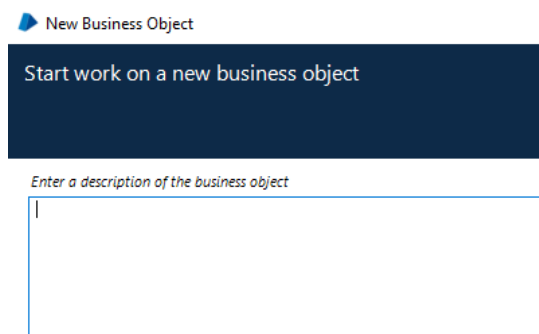 New Business Object
Start work on a new business object
Enter a description of the business object